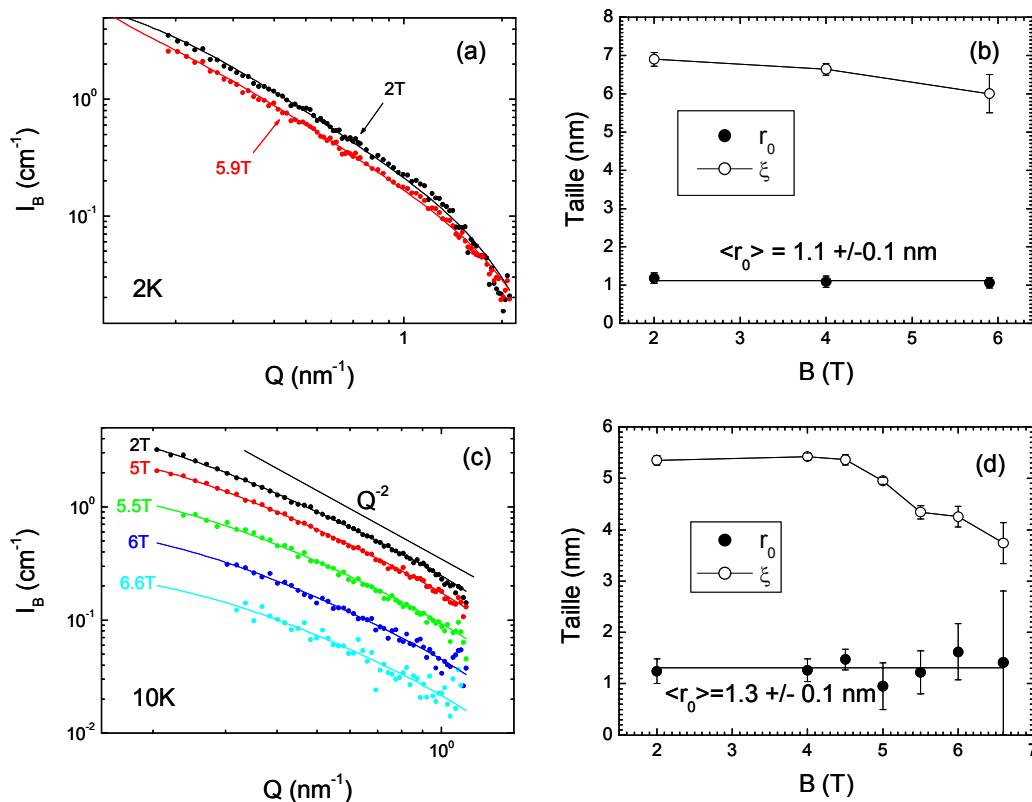 (a)
I_B (cm⁻¹)
10⁰
10⁻¹
2T
5.9T
2K
1
Q (nm⁻¹)
(b)
Taille (nm)
8
7
6
5
4
3
2
1
0
r₀
ξ
<r₀> = 1.1 +/-0.1 nm
2
4
6
B (T)
(c)
I_B (cm⁻¹)
10⁰
10⁻¹
10⁻²
2T
5T
5.5T
6T
6.6T
Q⁻²
10K
10⁰
Q (nm⁻¹)
(d)
Taille (nm)
6
5
4
3
2
1
0
r₀
ξ
<r₀>=1.3 +/- 0.1 nm
2
3
4
5
6
7
B (T)